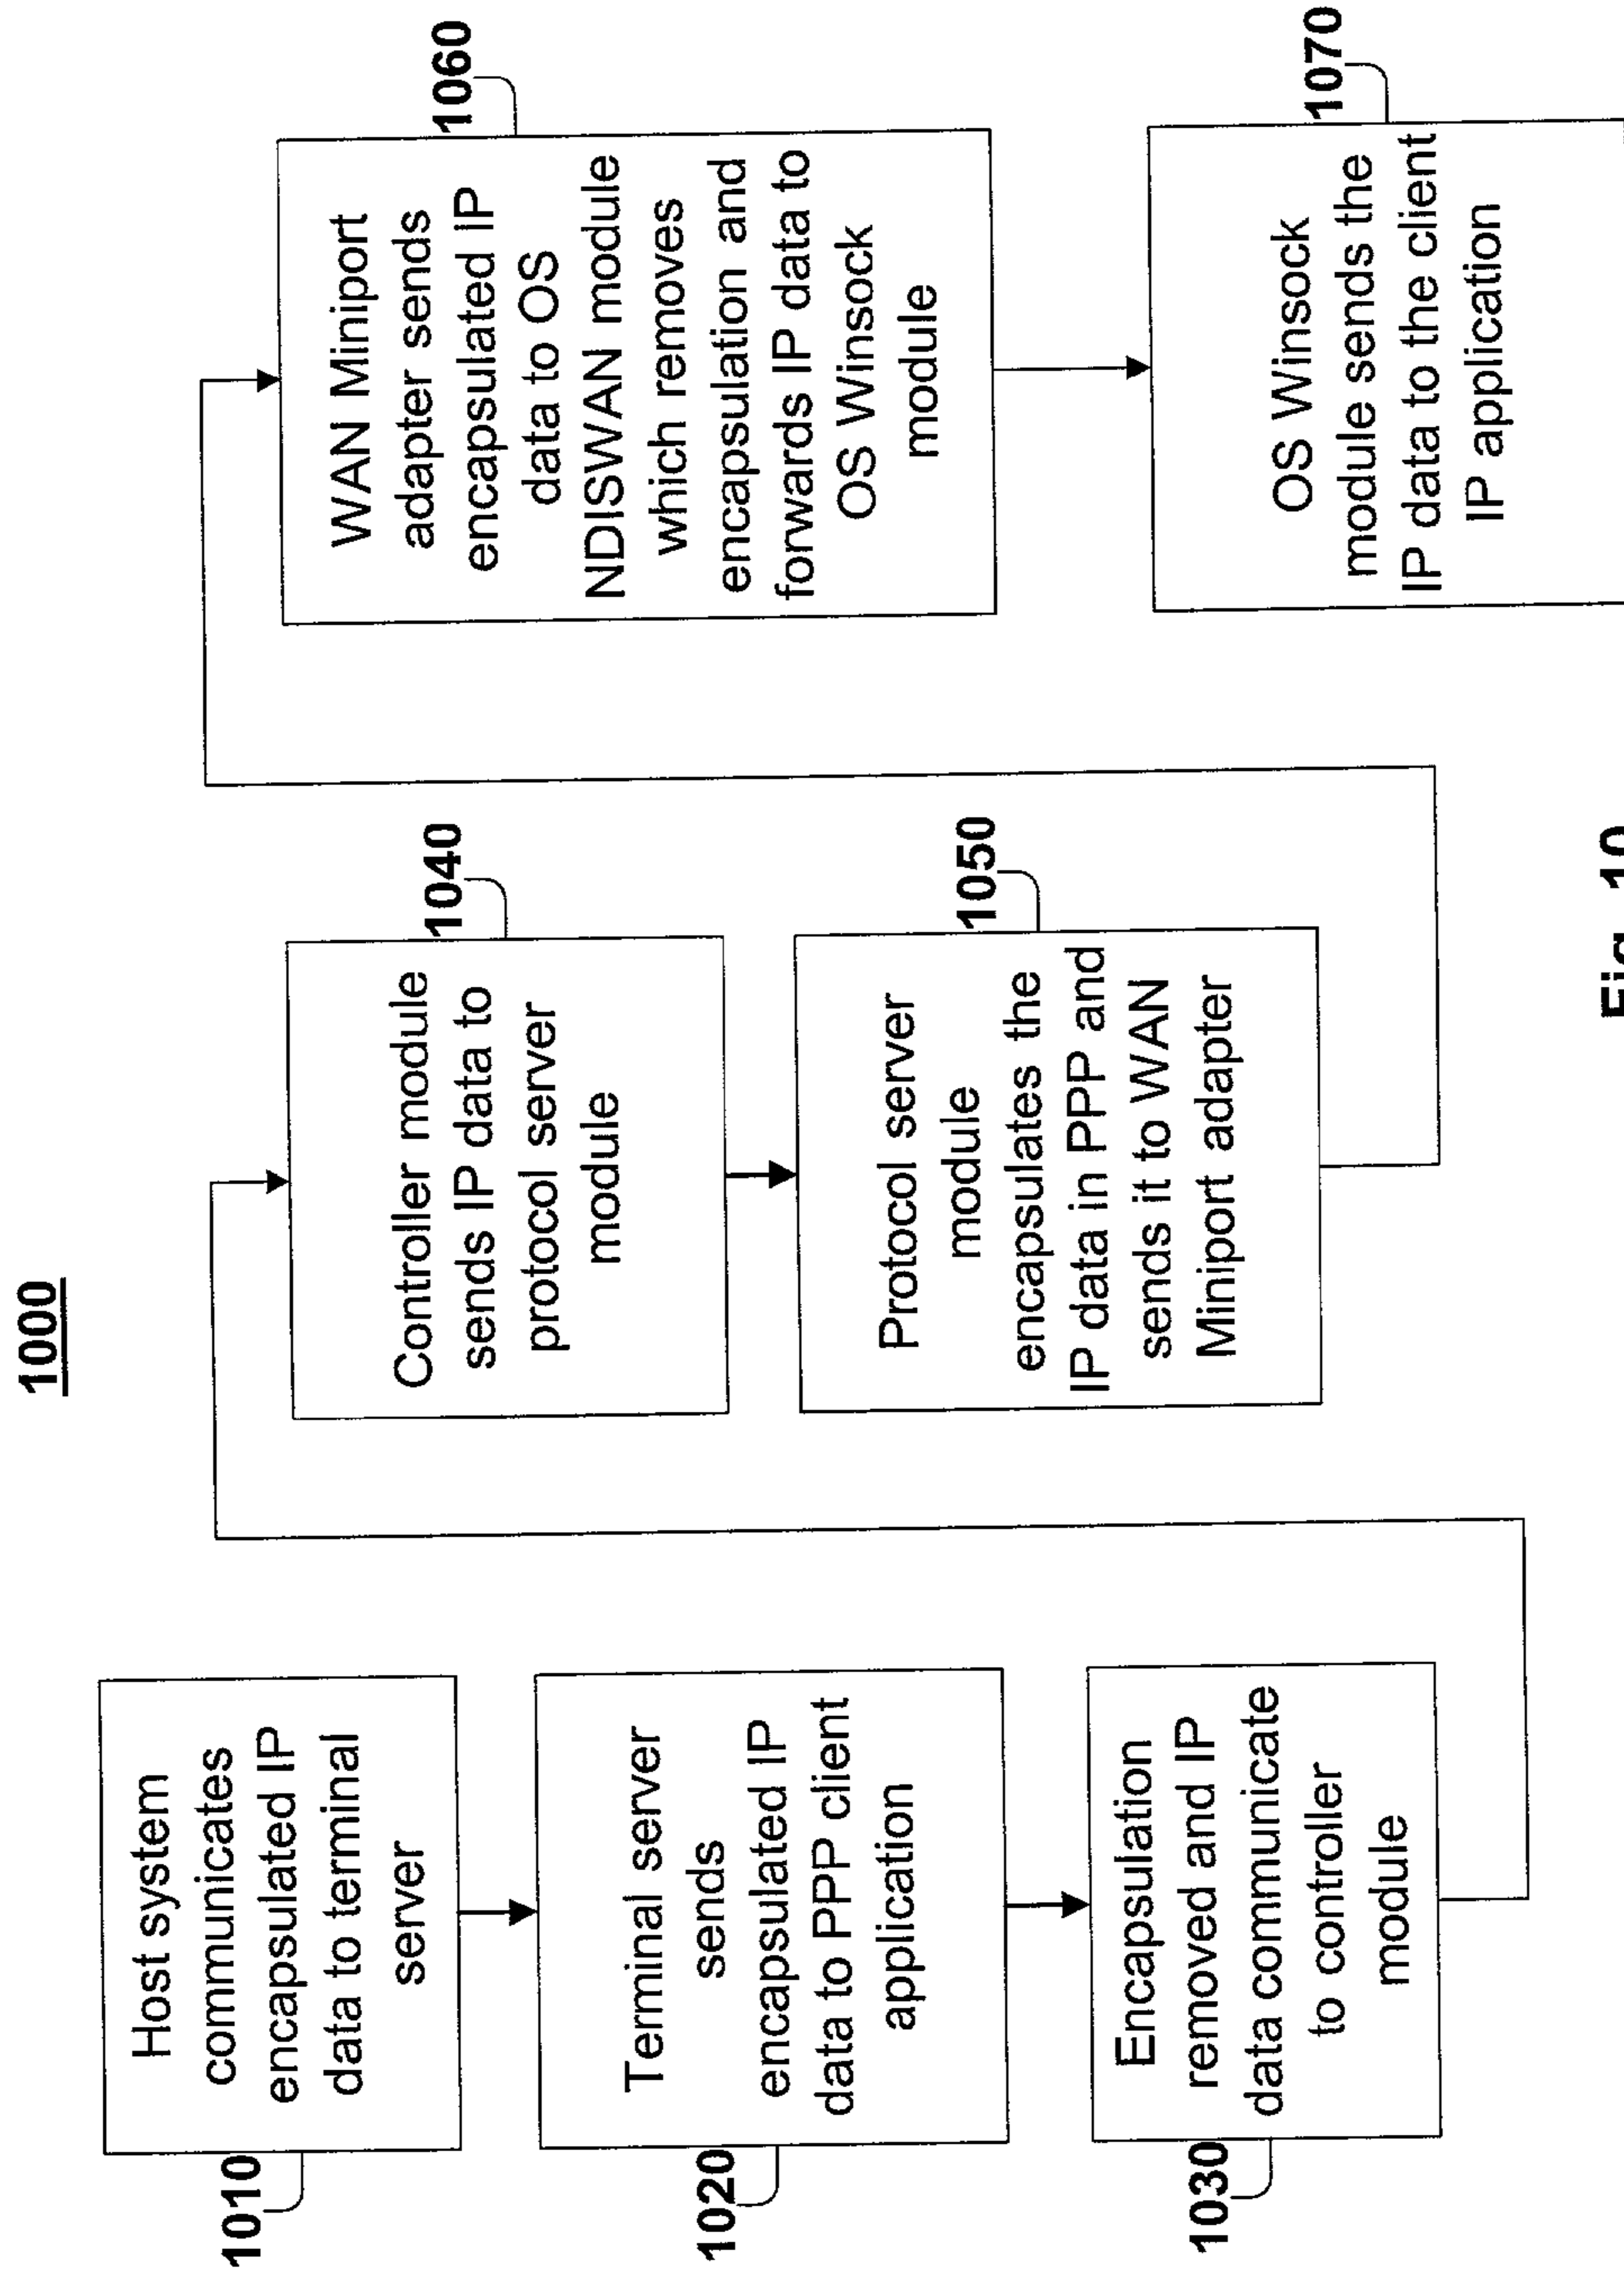 1000
Host system
communicates
encapsulated IP
data to terminal
server
1010
Terminal server
sends
encapsulated IP
data to PPP client
application
1020
Encapsulation
removed and IP
data communicate
to controller
module
1030
Controller module
sends IP data to
protocol server
module
1040
Protocol server
module
encapsulates the
IP data in PPP and
sends it to WAN
Miniport adapter
1050
WAN Miniport
adapter sends
encapsulated IP
data to OS
NDISWAN module
which removes
encapsulation and
forwards IP data to
OS Winsock
module
1060
OS Winsock
module sends the
IP data to the client
IP application
1070
Fig. 10